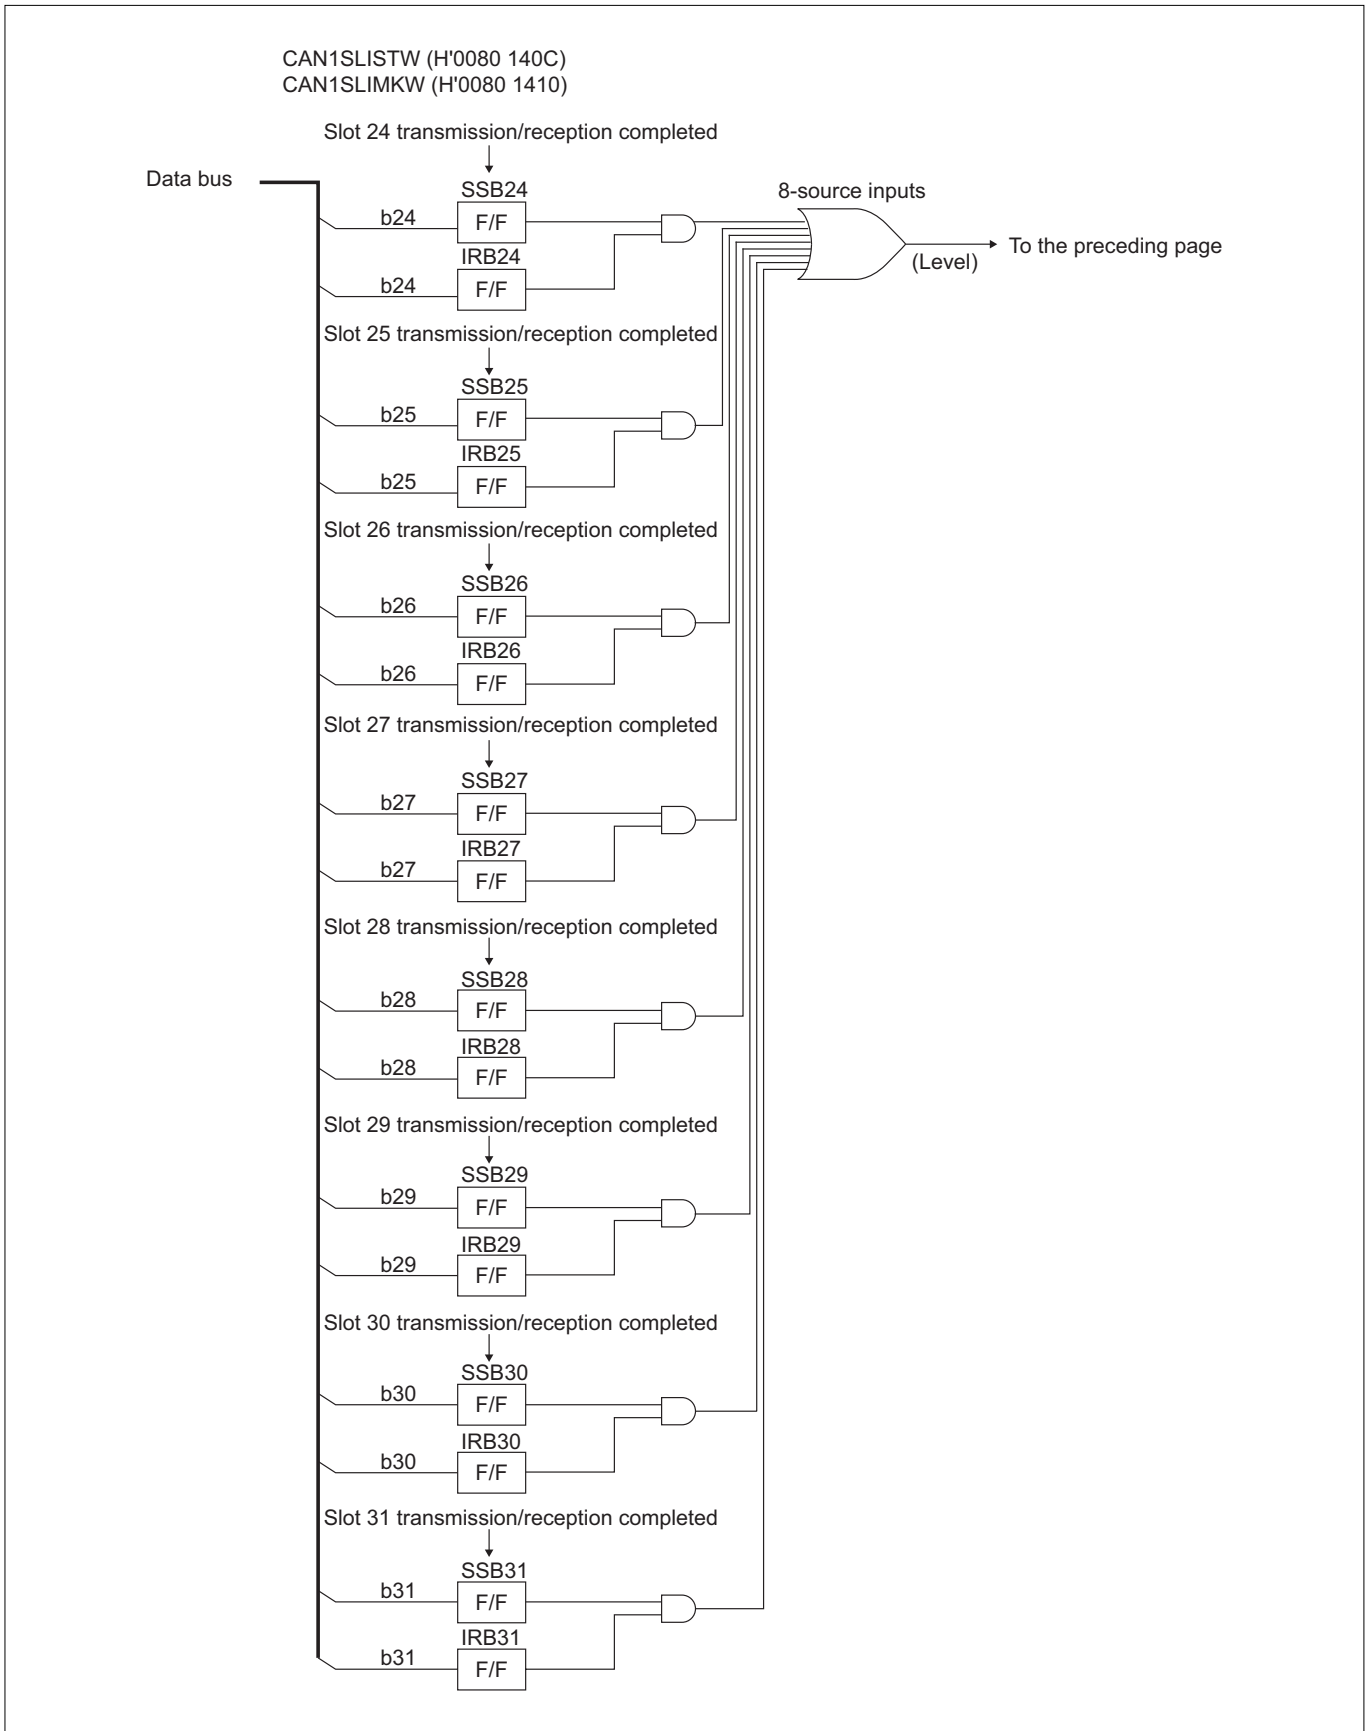 CAN1SLISTW (H'0080 140C)
CAN1SLIMKW (H'0080 1410)
Slot 24 transmission/reception completed
Data bus
SSB24
8-source inputs
b24
F/F
To the preceding page
(Level)
IRB24
b24
F/F
Slot 25 transmission/reception completed
SSB25
b25
F/F
IRB25
b25
F/F
Slot 26 transmission/reception completed
SSB26
b26
F/F
IRB26
b26
F/F
Slot 27 transmission/reception completed
SSB27
b27
F/F
IRB27
b27
F/F
Slot 28 transmission/reception completed
SSB28
b28
F/F
IRB28
b28
F/F
Slot 29 transmission/reception completed
SSB29
b29
F/F
IRB29
b29
F/F
Slot 30 transmission/reception completed
SSB30
b30
F/F
IRB30
b30
F/F
Slot 31 transmission/reception completed
SSB31
b31
F/F
IRB31
b31
F/F